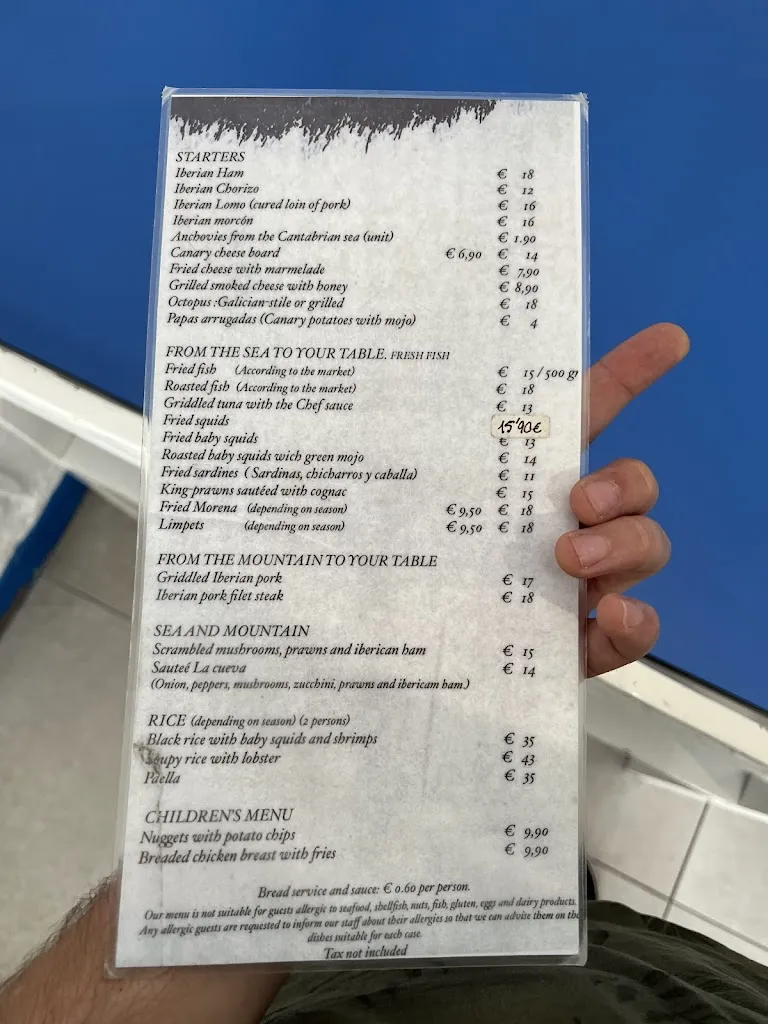 STARTERS
Iberian Ham € 18
Iberian Chorizo € 12
Iberian Lomo (cured loin of pork) € 16
Iberian morcón € 16
Anchovies from the Cantabrian sea (unit) € 1.90
Canary cheese board € 6,90 € 14
Fried cheese with marmelade € 7,90
Grilled smoked cheese with honey € 8,90
Octopus :Galician-stile or grilled € 18
Papas arrugadas (Canary potatoes with mojo) € 4
FROM THE SEA TO YOUR TABLE. FRESH FISH
Fried fish (According to the market) € 15 / 500 gr
Roasted fish (According to the market) € 18
Griddled tuna with the Chef sauce € 13
Fried squids 15'90€
Fried baby squids € 13
Roasted baby squids wich green mojo € 14
Fried sardines ( Sardinas, chicharros y caballa) € 11
King-prawns sautéed with cognac € 15
Fried Morena (depending on season) € 9,50 € 18
Limpets (depending on season) € 9,50 € 18
FROM THE MOUNTAIN TO YOUR TABLE
Griddled Iberian pork € 17
Iberian pork filet steak € 18
SEA AND MOUNTAIN
Scrambled mushrooms, prawns and iberican ham € 15
Sauteé La cueva € 14
(Onion, peppers, mushrooms, zucchini, prawns and ibericam ham.)
RICE (depending on season) (2 persons)
Black rice with baby squids and shrimps € 35
Soupy rice with lobster € 43
Paella € 35
CHILDREN'S MENU
Nuggets with potato chips € 9,90
Breaded chicken breast with fries € 9,90
Bread service and sauce: € 0.60 per person.
Our menu is not suitable for guests allergic to seafood, shellfish, nuts, fish, gluten, eggs and dairy products.
Any allergic guests are requested to inform our staff about their allergies so that we can advise them on the
dishes suitable for each case.
Tax not included